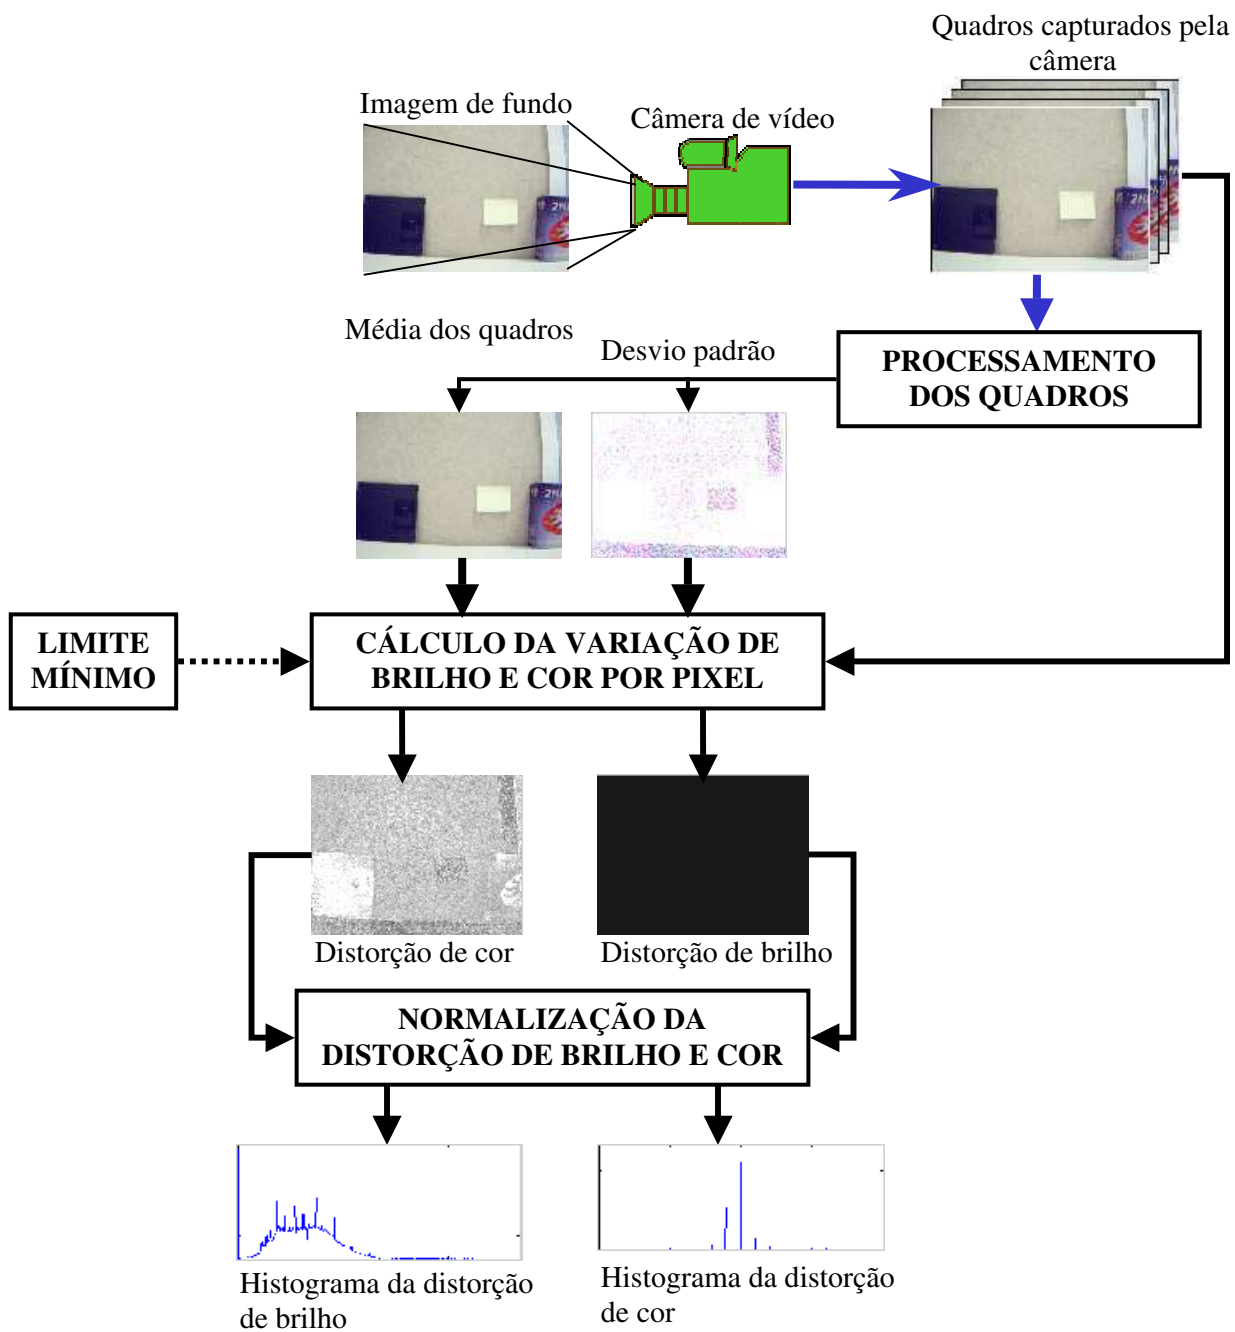 Quadros capturados pela
câmera
Imagem de fundo
Câmera de vídeo
Média dos quadros
Desvio padrão
PROCESSAMENTO
DOS QUADROS
LIMITE
MÍNIMO
CÁLCULO DA VARIAÇÃO DE
BRILHO E COR POR PIXEL
Distorção de cor
Distorção de brilho
NORMALIZAÇÃO DA
DISTORÇÃO DE BRILHO E COR
Histograma da distorção
de brilho
Histograma da distorção
de cor